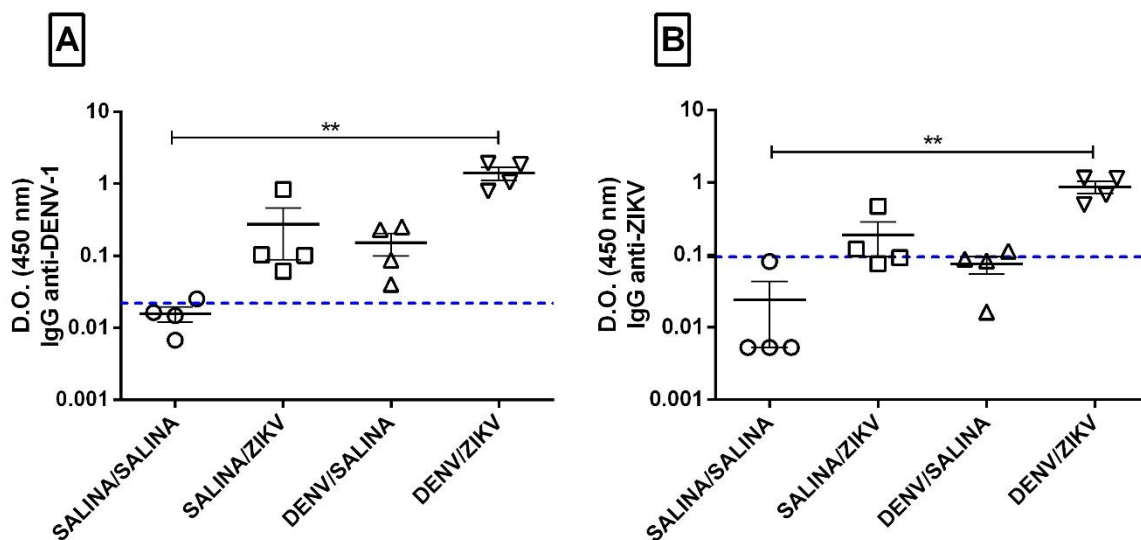 A
D.O. (450 nm)
IgG anti-DENV-1
10
1
0.1
0.01
0.001
**
SALINA/SALINA
SALINA/ZIKV
DENV/SALINA
DENV/ZIKV
B
D.O. (450 nm)
IgG anti-ZIKV
10
1
0.1
0.01
0.001
**
SALINA/SALINA
SALINA/ZIKV
DENV/SALINA
DENV/ZIKV